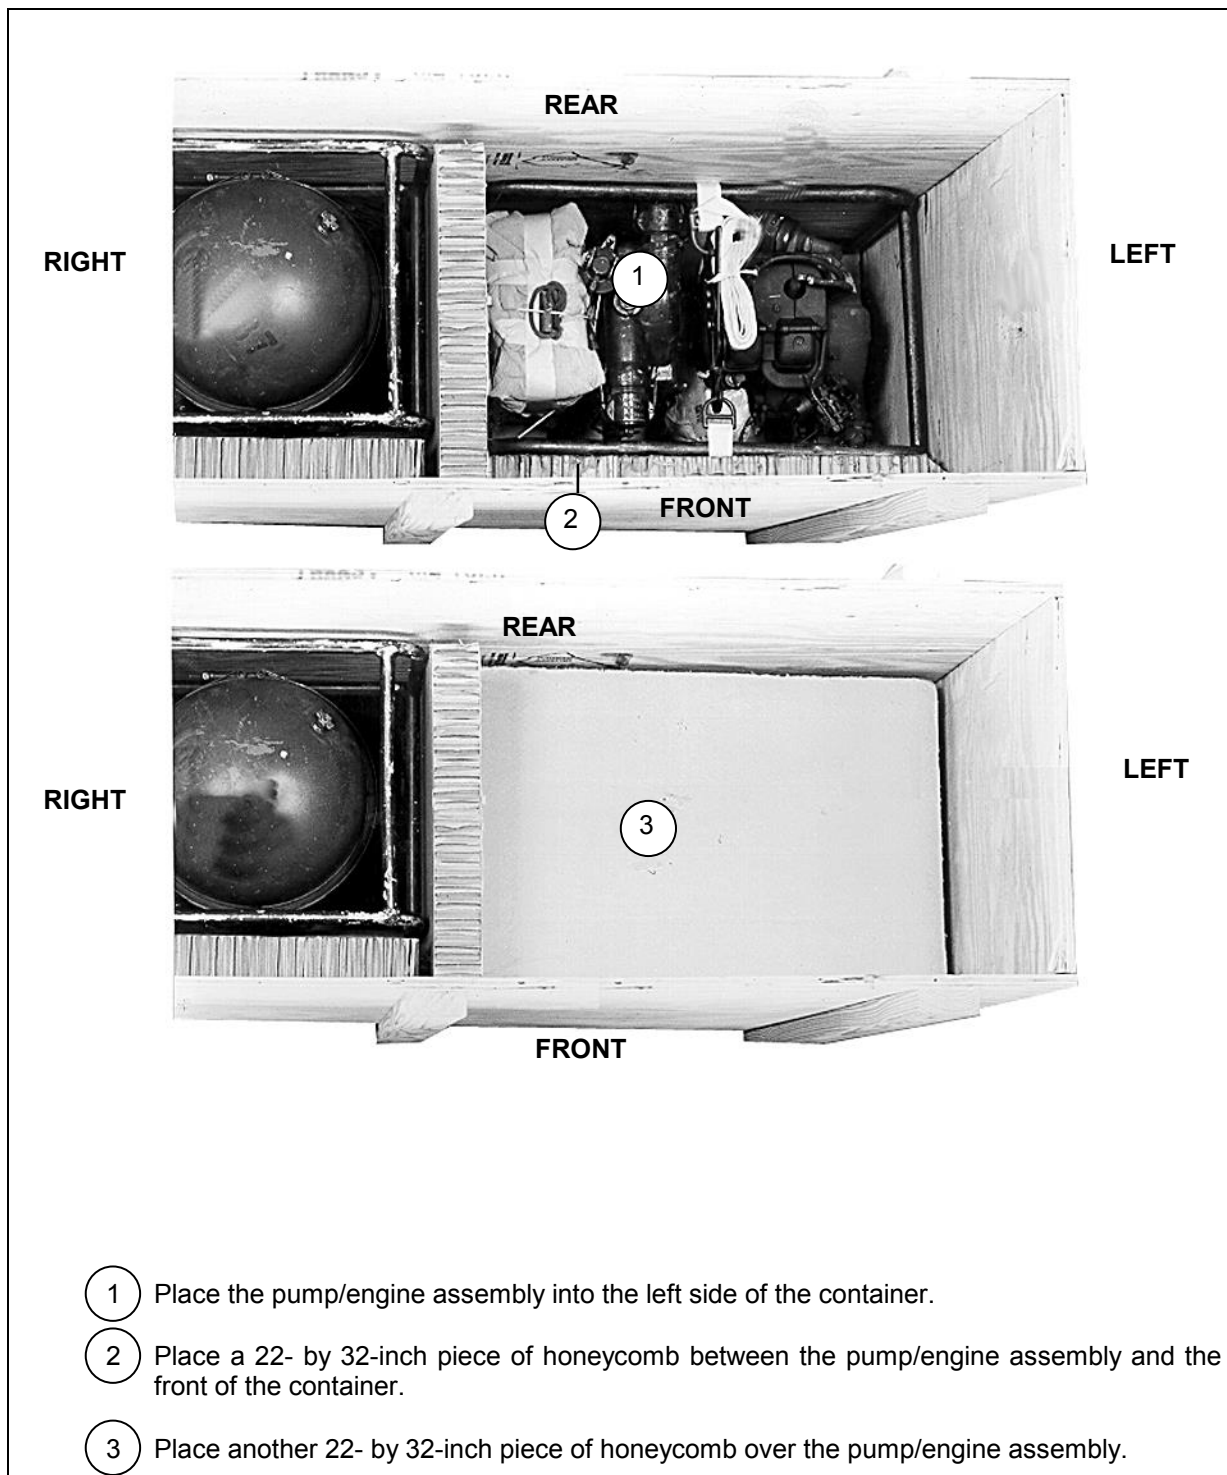 REAR
RIGHT
LEFT
1
2
FRONT
REAR
RIGHT
LEFT
3
FRONT
1 Place the pump/engine assembly into the left side of the container.
2 Place a 22- by 32-inch piece of honeycomb between the pump/engine assembly and the
front of the container.
3 Place another 22- by 32-inch piece of honeycomb over the pump/engine assembly.